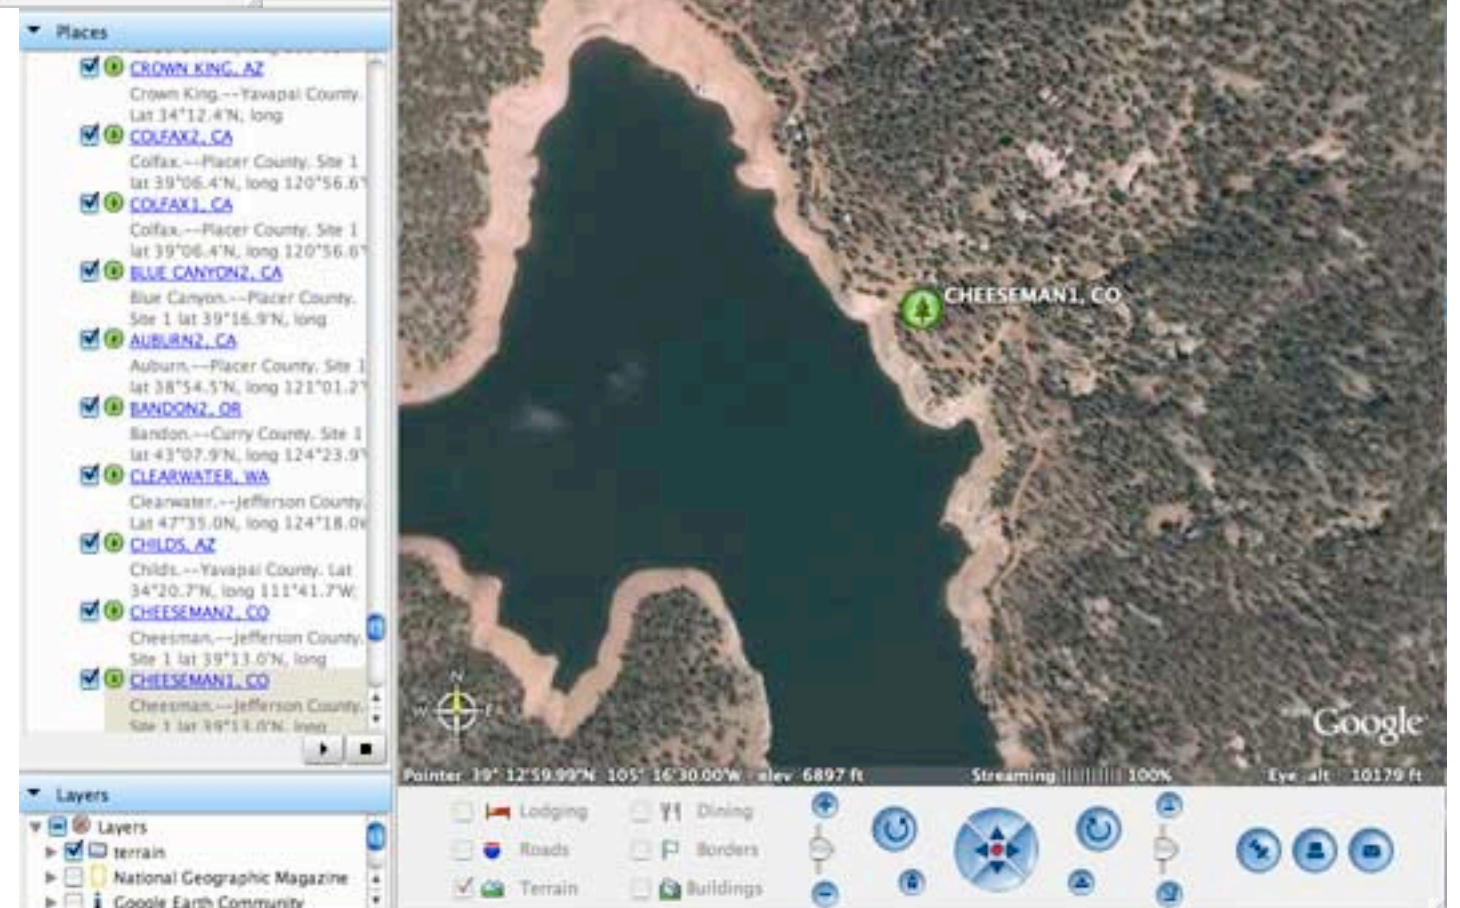 Places
CROWN KING, AZ
Crown King.--Yavapai County.
Lat 34°12.4'N, long
COLFAX2, CA
Colfax.--Placer County. Site 1
lat 39°06.4'N, long 120°56.6'
COLFAX1, CA
Colfax.--Placer County. Site 1
lat 39°06.4'N, long 120°56.6'
BLUE CANYON2, CA
Blue Canyon.--Placer County.
Site 1 lat 39°16.9'N, long
AUBURN2, CA
Auburn.--Placer County. Site 1
lat 38°54.5'N, long 121°01.2'
BANDON2, OR
Bandon.--Curry County. Site 1
lat 43°07.9'N, long 124°23.9'
CLEARWATER, WA
Clearwater.--Jefferson County.
Lat 47°35.0N, long 124°18.0
CHILDS, AZ
Childs.--Yavapai County. Lat
34°20.7'N, long 111°41.7'W;
CHEESEMAN2, CO
Cheesman.--Jefferson County.
Site 1 lat 39°13.0'N, long
CHEESEMAN1, CO
Cheesman.--Jefferson County.
Site 1 lat 39°13.0'N, long
CHEESEMAN1, CO
N
W E
Google
Pointer 39° 12'59.99"N 105° 16'30.00"W elev 6897 ft Streaming 100% Eye alt 10179 ft
Layers
Layers
terrain
National Geographic Magazine
Google Earth Community
Lodging Dining
Roads Borders
Terrain Buildings